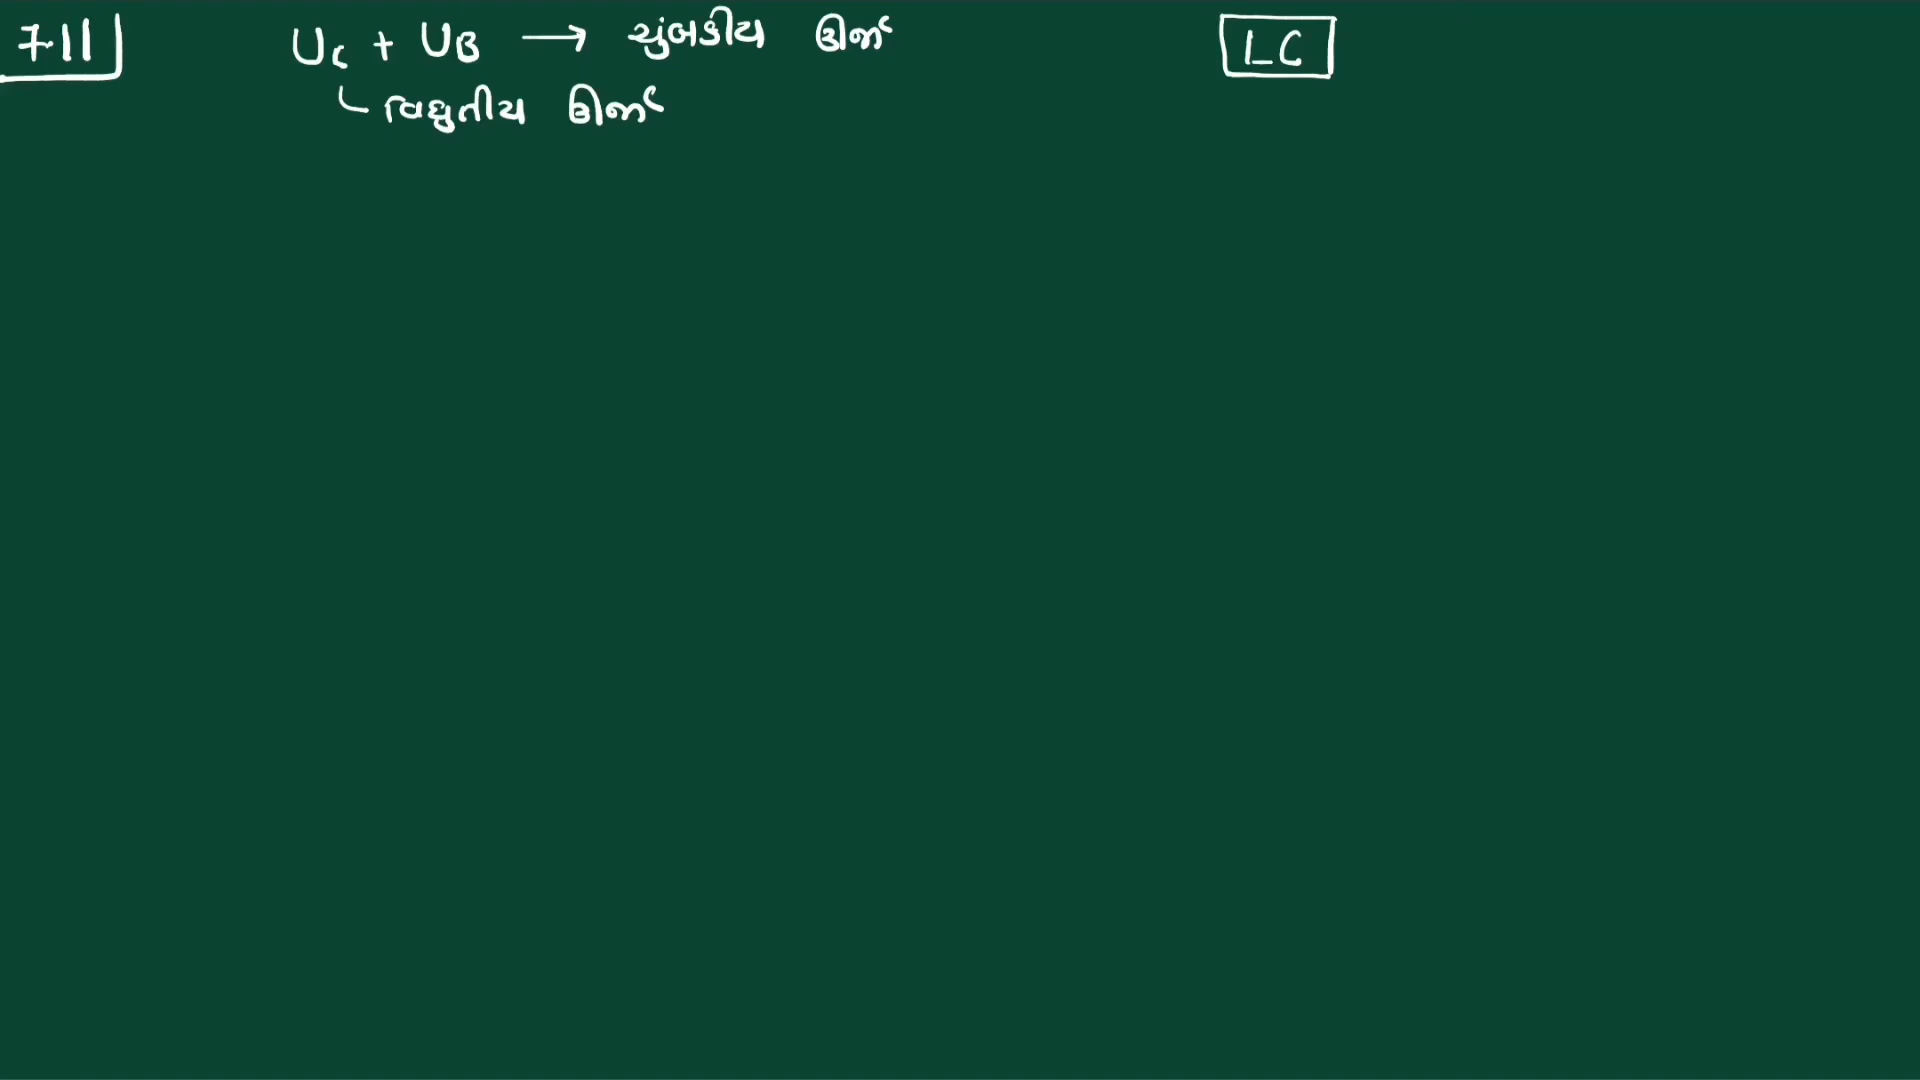 7.11 U_C + U_B → ચુંબકીય ઊર્જા LC
વિદ્યુતીય ઊર્જા